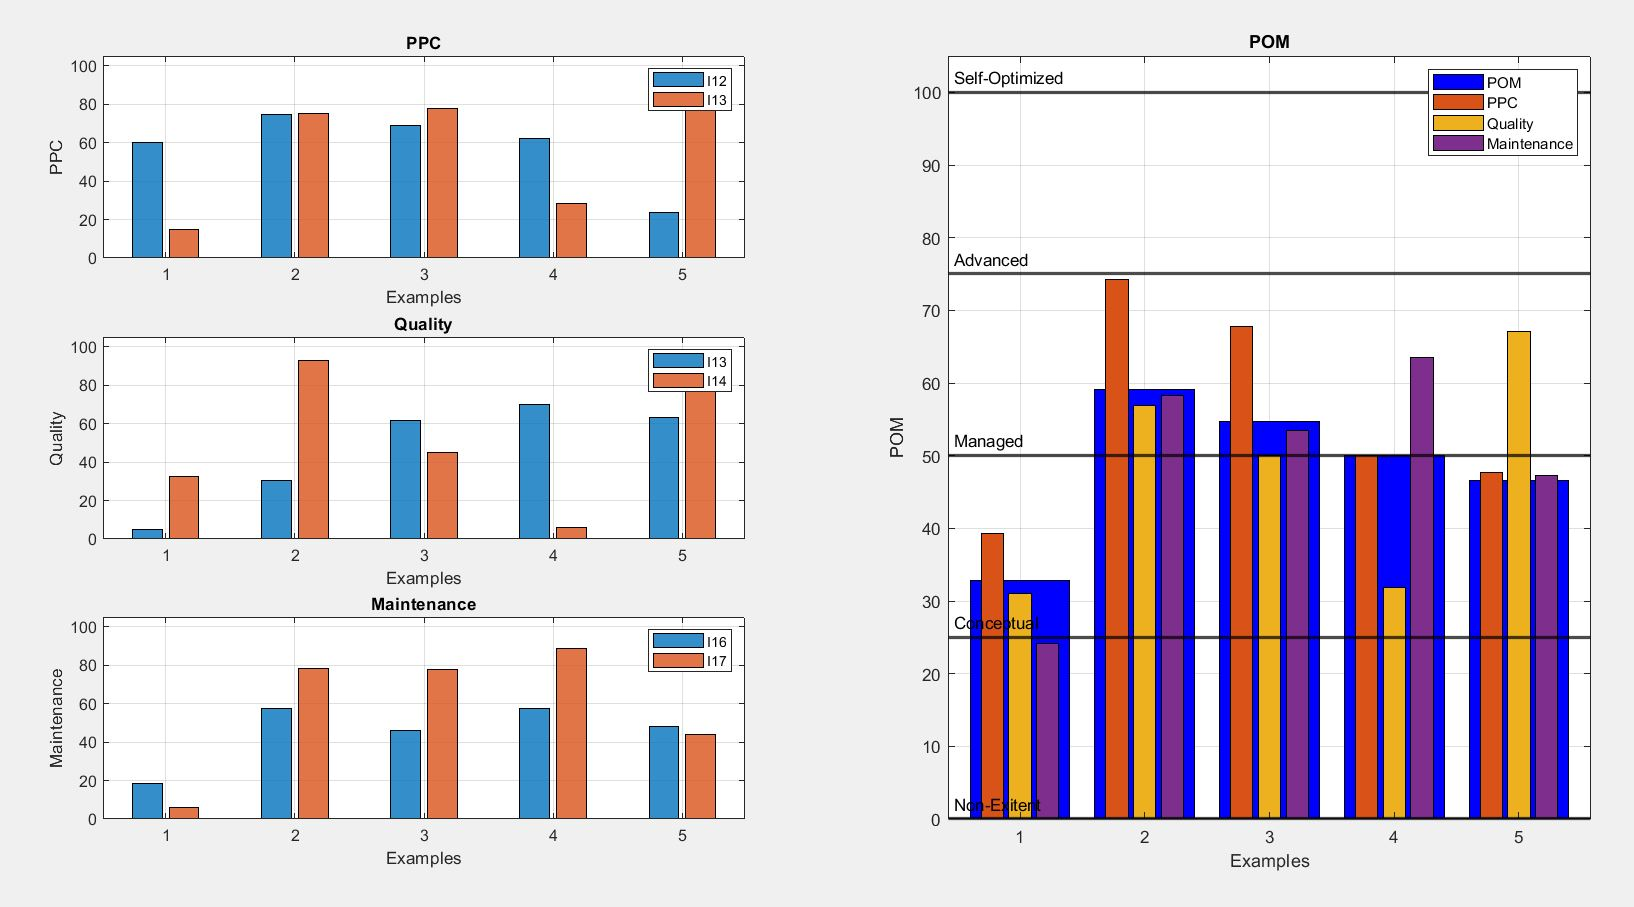 PPC
100
80
60
40
20
0
PPC
I12
I13
1 2 3 4 5
Examples
Quality
100
80
60
40
20
0
Quality
I13
I14
1 2 3 4 5
Examples
Maintenance
100
80
60
40
20
0
Maintenance
I16
I17
1 2 3 4 5
Examples
POM
100
90
80
70
60
50
40
30
20
10
0
POM
Self-Optimized
Advanced
Managed
Conceptual
Non-Exitent
POM
PPC
Quality
Maintenance
1 2 3 4 5
Examples